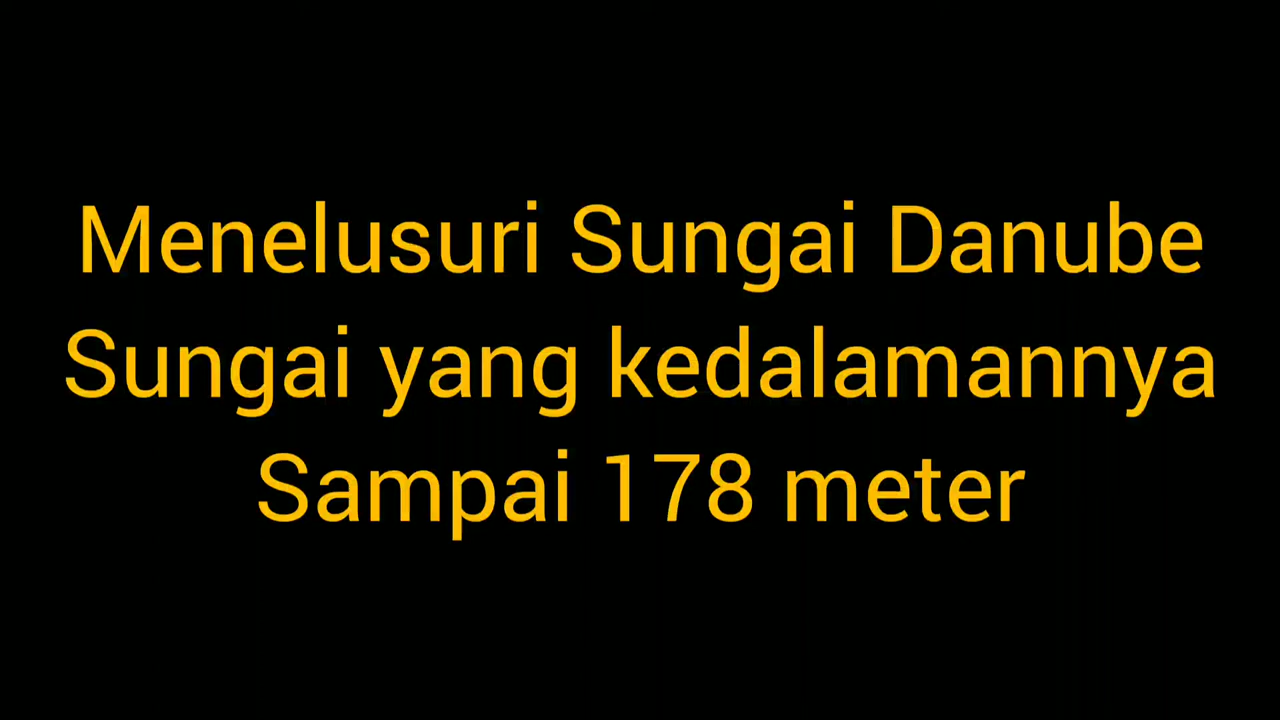 Menelusuri Sungai Danube
Sungai yang kedalamannya
Sampai 178 meter